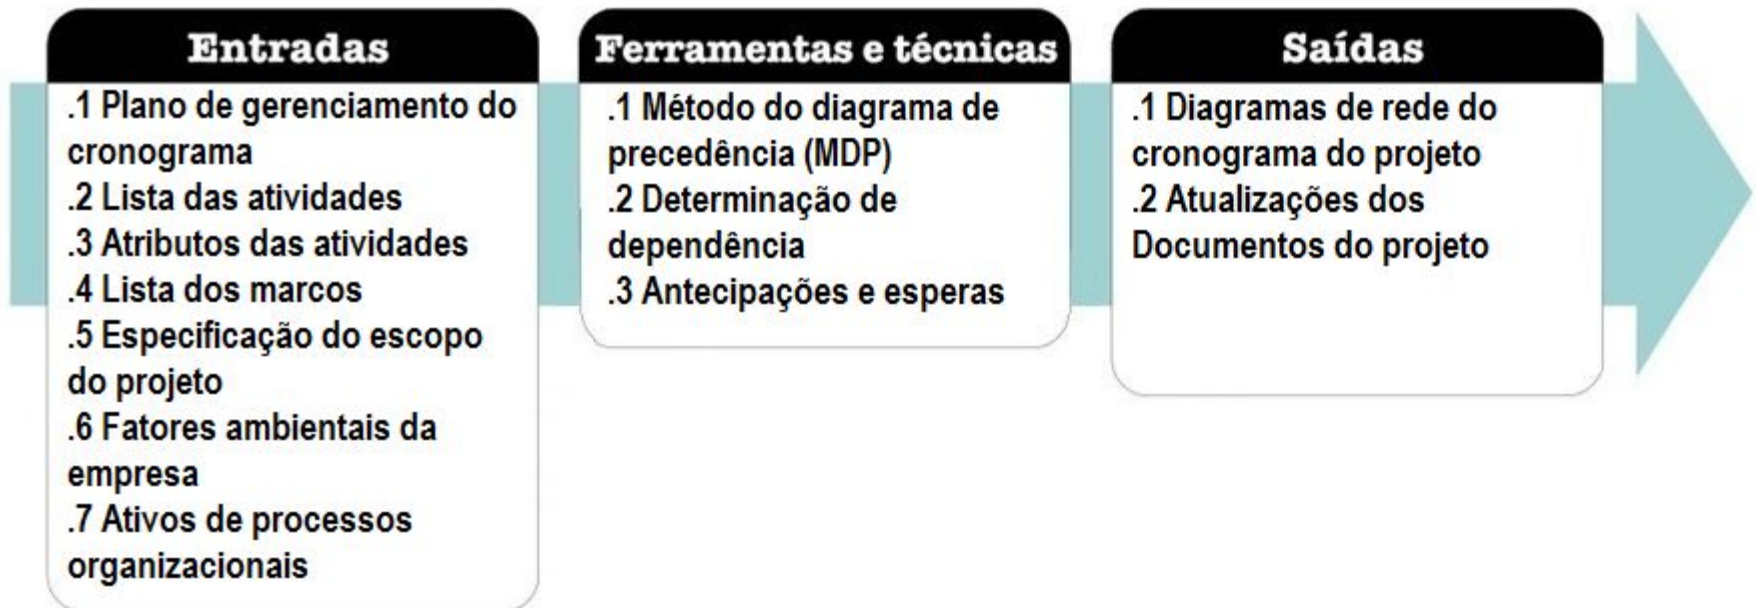 Entradas
.1 Plano de gerenciamento do
cronograma
.2 Lista das atividades
.3 Atributos das atividades
.4 Lista dos marcos
.5 Especificação do escopo
do projeto
.6 Fatores ambientais da
empresa
.7 Ativos de processos
organizacionais
Ferramentas e técnicas
.1 Método do diagrama de
precedência (MDP)
.2 Determinação de
dependência
.3 Antecipações e esperas
Saídas
.1 Diagramas de rede do
cronograma do projeto
.2 Atualizações dos
Documentos do projeto